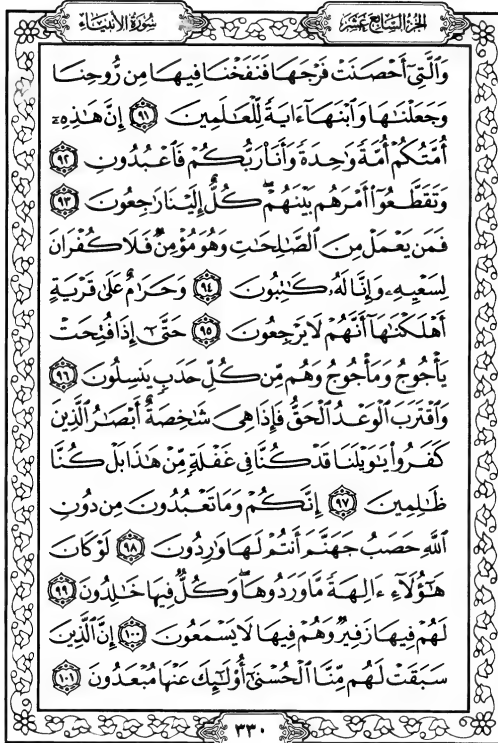 الجزء السابع عشر
سورة الأنبياء
وَٱلَّتِىٓ أَحْصَنَتْ فَرْجَهَا فَنَفَخْنَا فِيهَا مِن رُّوحِنَا
وَجَعَلْنَـٰهَا وَٱبْنَهَآ ءَايَةً لِّلْعَـٰلَمِينَ ٩١ إِنَّ هَـٰذِهِۦٓ
أُمَّتُكُمْ أُمَّةً وَٰحِدَةً وَأَنَا۠ رَبُّكُمْ فَٱعْبُدُونِ ٩٢
وَتَقَطَّعُوٓا۟ أَمْرَهُم بَيْنَهُمْ ۖ كُلٌّ إِلَيْنَا رَٰجِعُونَ ٩٣
فَمَن يَعْمَلْ مِنَ ٱلصَّـٰلِحَـٰتِ وَهُوَ مُؤْمِنٌ فَلَا كُفْرَانَ
لِسَعْيِهِۦ وَإِنَّا لَهُۥ كَـٰتِبُونَ ٩٤ وَحَرَٰمٌ عَلَىٰ قَرْيَةٍ
أَهْلَكْنَـٰهَآ أَنَّهُمْ لَا يَرْجِعُونَ ٩٥ حَتَّىٰٓ إِذَا فُتِحَتْ
يَأْجُوجُ وَمَأْجُوجُ وَهُم مِّن كُلِّ حَدَبٍ يَنسِلُونَ ٩٦
وَٱقْتَرَبَ ٱلْوَعْدُ ٱلْحَقُّ فَإِذَا هِىَ شَـٰخِصَةٌ أَبْصَـٰرُ ٱلَّذِينَ
كَفَرُوا۟ يَـٰوَيْلَنَا قَدْ كُنَّا فِى غَفْلَةٍ مِّنْ هَـٰذَا بَلْ كُنَّا
ظَـٰلِمِينَ ٩٧ إِنَّكُمْ وَمَا تَعْبُدُونَ مِن دُونِ
ٱللَّهِ حَصَبُ جَهَنَّمَ أَنتُمْ لَهَا وَٰرِدُونَ ٩٨ لَوْ كَانَ
هَـٰٓؤُلَآءِ ءَالِهَةً مَّا وَرَدُوهَا ۖ وَكُلٌّ فِيهَا خَـٰلِدُونَ ٩٩
لَهُمْ فِيهَا زَفِيرٌ وَهُمْ فِيهَا لَا يَسْمَعُونَ ١٠٠ إِنَّ ٱلَّذِينَ
سَبَقَتْ لَهُم مِّنَّا ٱلْحُسْنَىٰٓ أُو۟لَـٰٓئِكَ عَنْهَا مُبْعَدُونَ ١٠١
٣٣٠